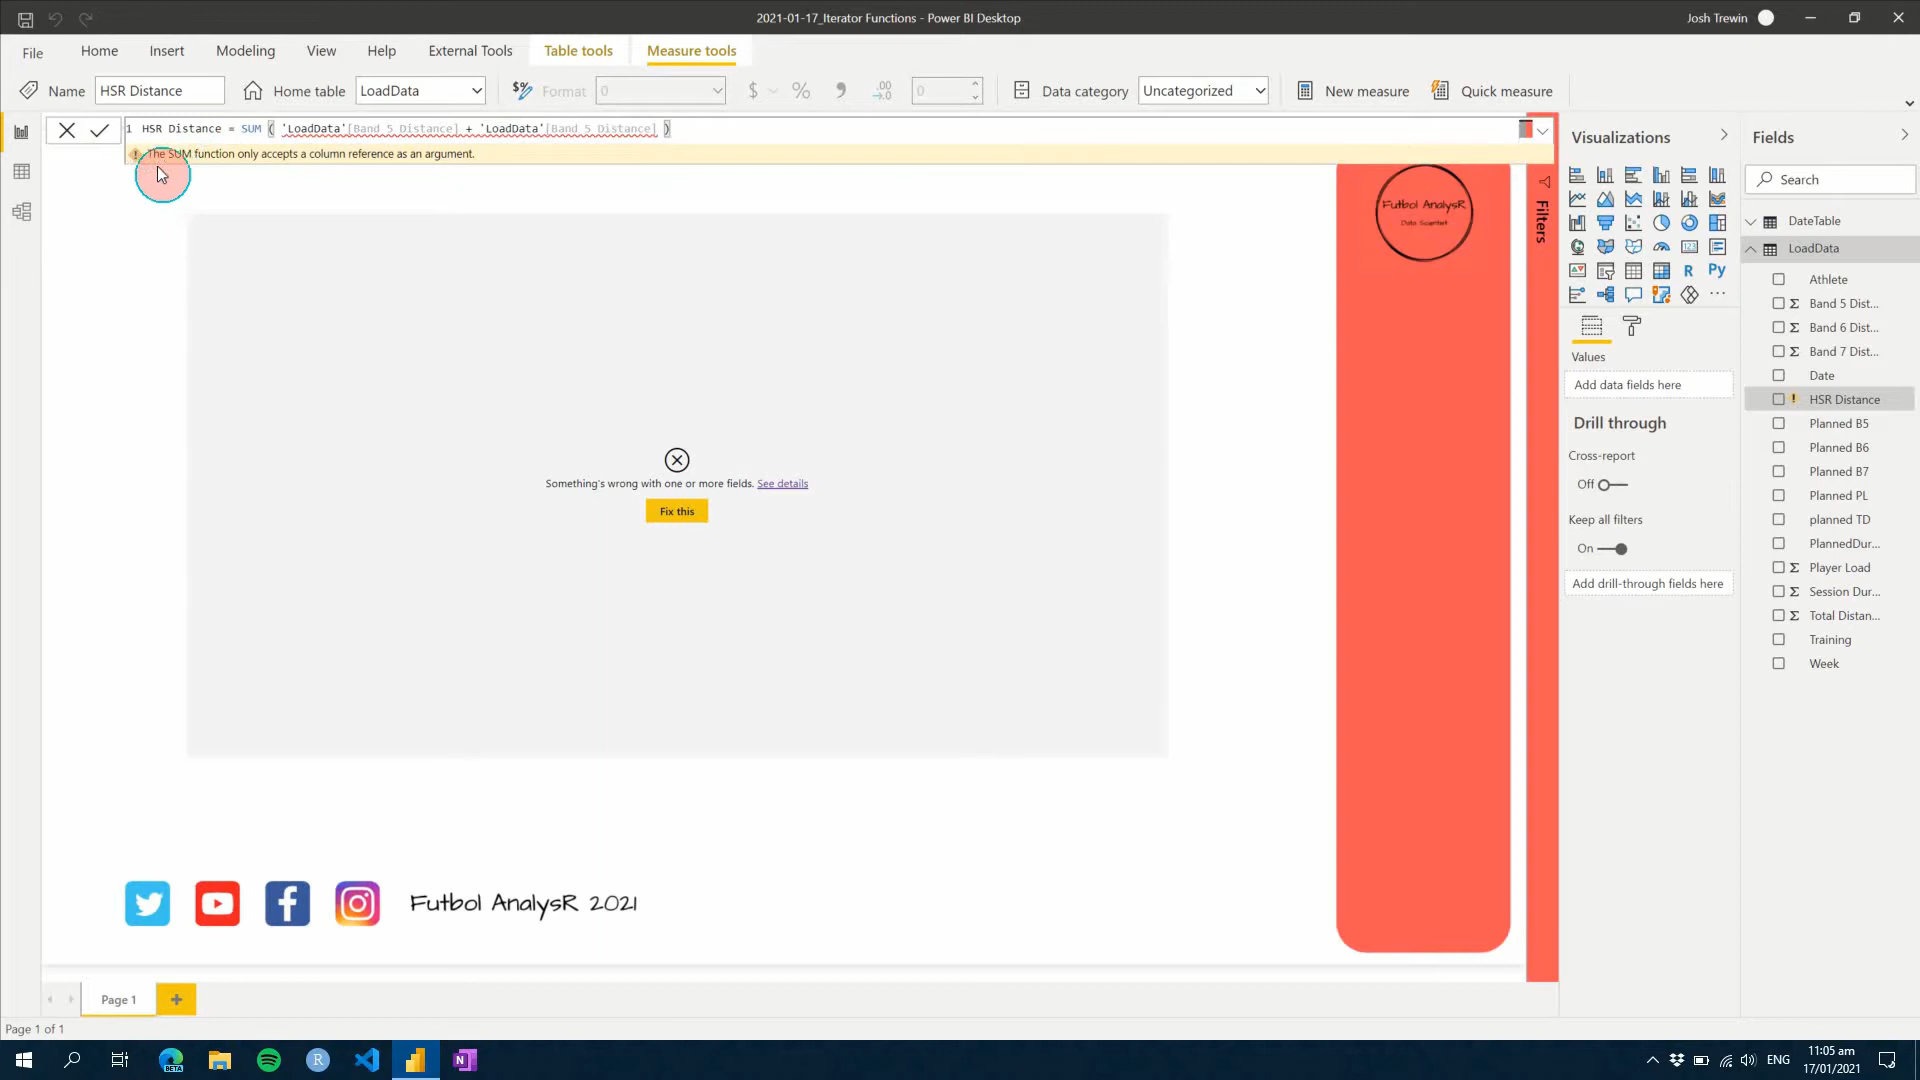 2021-01-17_Iterator Functions - Power BI Desktop
Josh Trewin
File Home Insert Modeling View Help External Tools Table tools Measure tools
Name HSR Distance Home table LoadData Format 0 $ % 0 Data category Uncategorized New measure Quick measure
1 HSR Distance = SUM ( 'LoadData'[Band 5 Distance] + 'LoadData'[Band 5 Distance] )
The SUM function only accepts a column reference as an argument.
Futbol AnalysR
Data Scientist
Filters
Something's wrong with one or more fields. See details
Fix this
Futbol AnalysR 2021
Visualizations
R Py
Values
Add data fields here
Drill through
Cross-report
Off
Keep all filters
On
Add drill-through fields here
Fields
Search
DateTable
LoadData
Athlete
Σ Band 5 Dist...
Σ Band 6 Dist...
Σ Band 7 Dist...
Date
HSR Distance
Planned B5
Planned B6
Planned B7
Planned PL
planned TD
PlannedDur...
Σ Player Load
Σ Session Dur...
Σ Total Distan...
Training
Week
Page 1
Page 1 of 1
BETA
R
N
ENG
11:05 am
17/01/2021